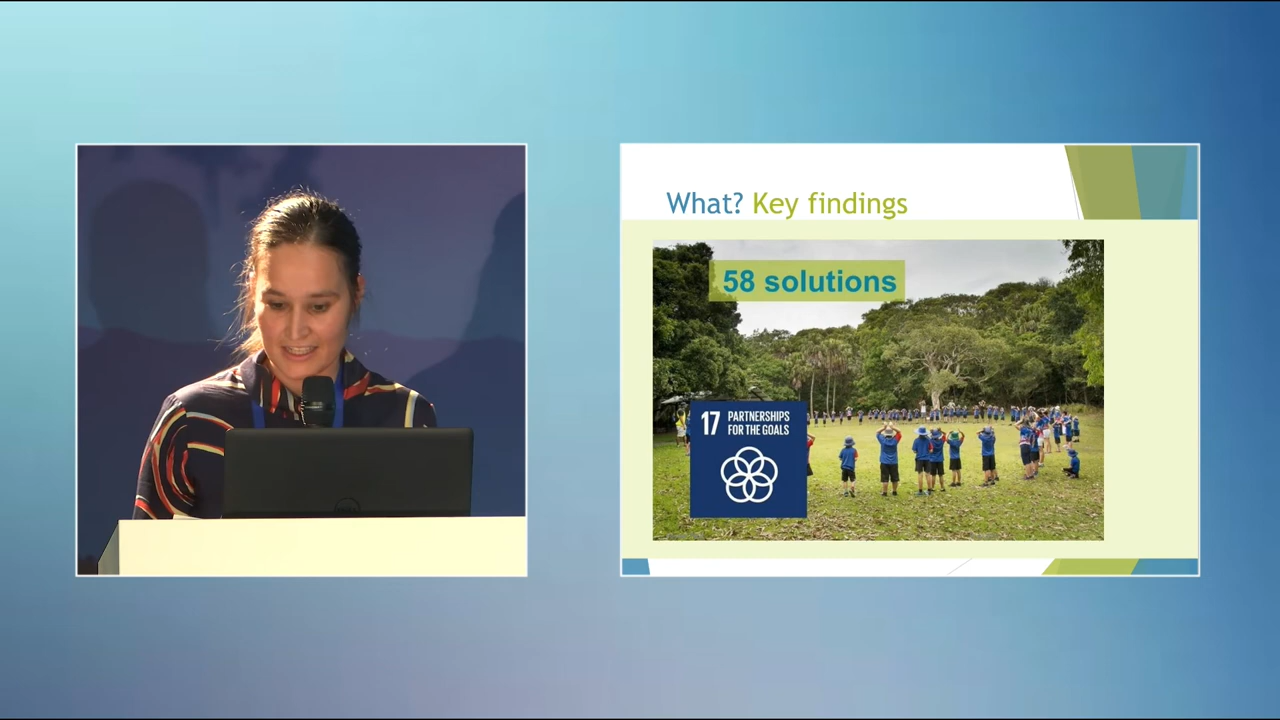 What? Key findings
58 solutions
17 PARTNERSHIPS
FOR THE GOALS